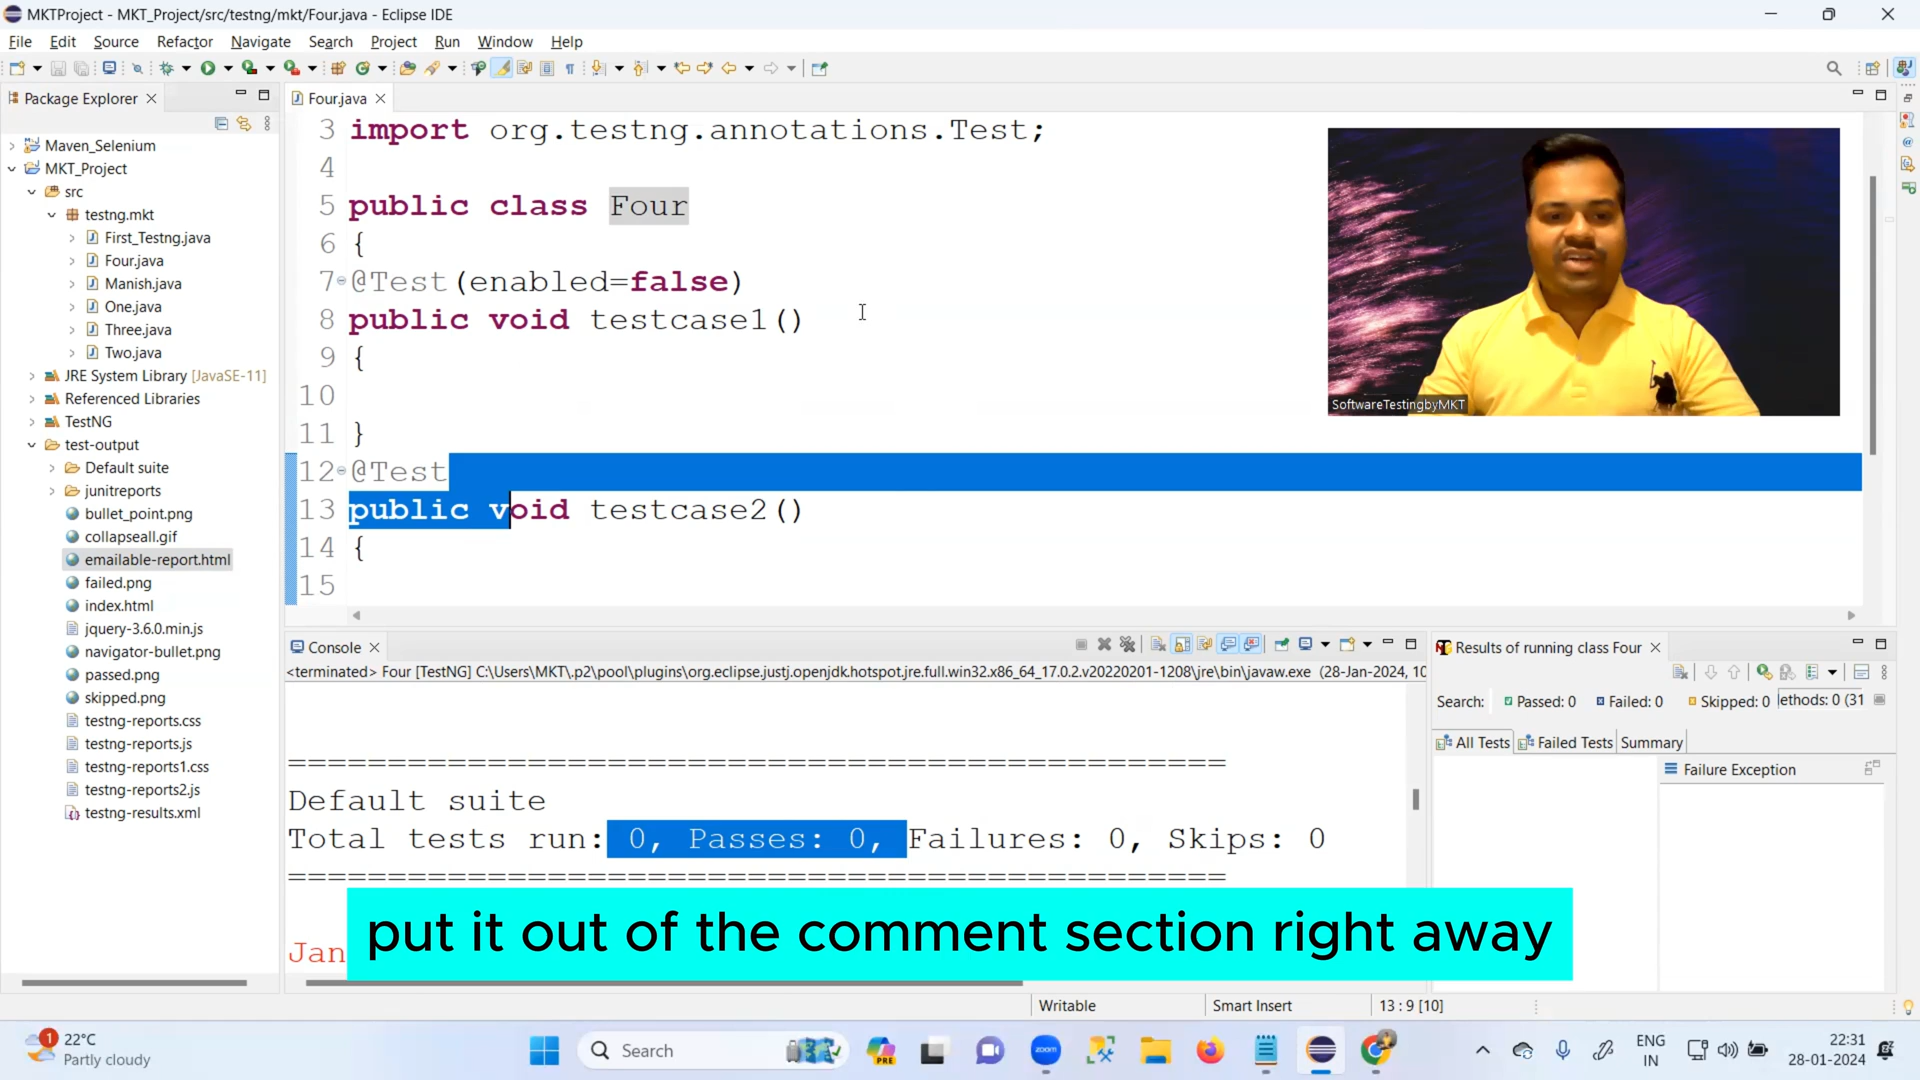 MKTProject - MKT_Project/src/testng/mkt/Four.java - Eclipse IDE
File Edit Source Refactor Navigate Search Project Run Window Help
Package Explorer
Maven_Selenium
MKT_Project
src
testng.mkt
First_Testng.java
Four.java
Manish.java
One.java
Three.java
Two.java
JRE System Library [JavaSE-11]
Referenced Libraries
TestNG
test-output
Default suite
junitreports
bullet_point.png
collapseall.gif
emailable-report.html
failed.png
index.html
jquery-3.6.0.min.js
navigator-bullet.png
passed.png
skipped.png
testng-reports.css
testng-reports.js
testng-reports1.css
testng-reports2.js
testng-results.xml
Four.java
3 import org.testng.annotations.Test;
4
5 public class Four
6 {
7 @Test(enabled=false)
8 public void testcase1()
9 {
10
11 }
12 @Test
13 public void testcase2()
14 {
15
SoftwareTestingbyMKT
Console
<terminated> Four [TestNG] C:\Users\MKT\.p2\pool\plugins\org.eclipse.justj.openjdk.hotspot.jre.full.win32.x86_64_17.0.2.v20220201-1208\jre\bin\javaw.exe (28-Jan-2024, 10
===============================================
Default suite
Total tests run: 0, Passes: 0, Failures: 0, Skips: 0
===============================================
Jan
put it out of the comment section right away
Results of running class Four
Search: Passed: 0 Failed: 0 Skipped: 0 ethods: 0 (31
All Tests Failed Tests Summary
Failure Exception
Writable Smart Insert 13 : 9 [10]
1
22°C
Partly cloudy
Search
PRE
zoom
ENG
IN
22:31
28-01-2024